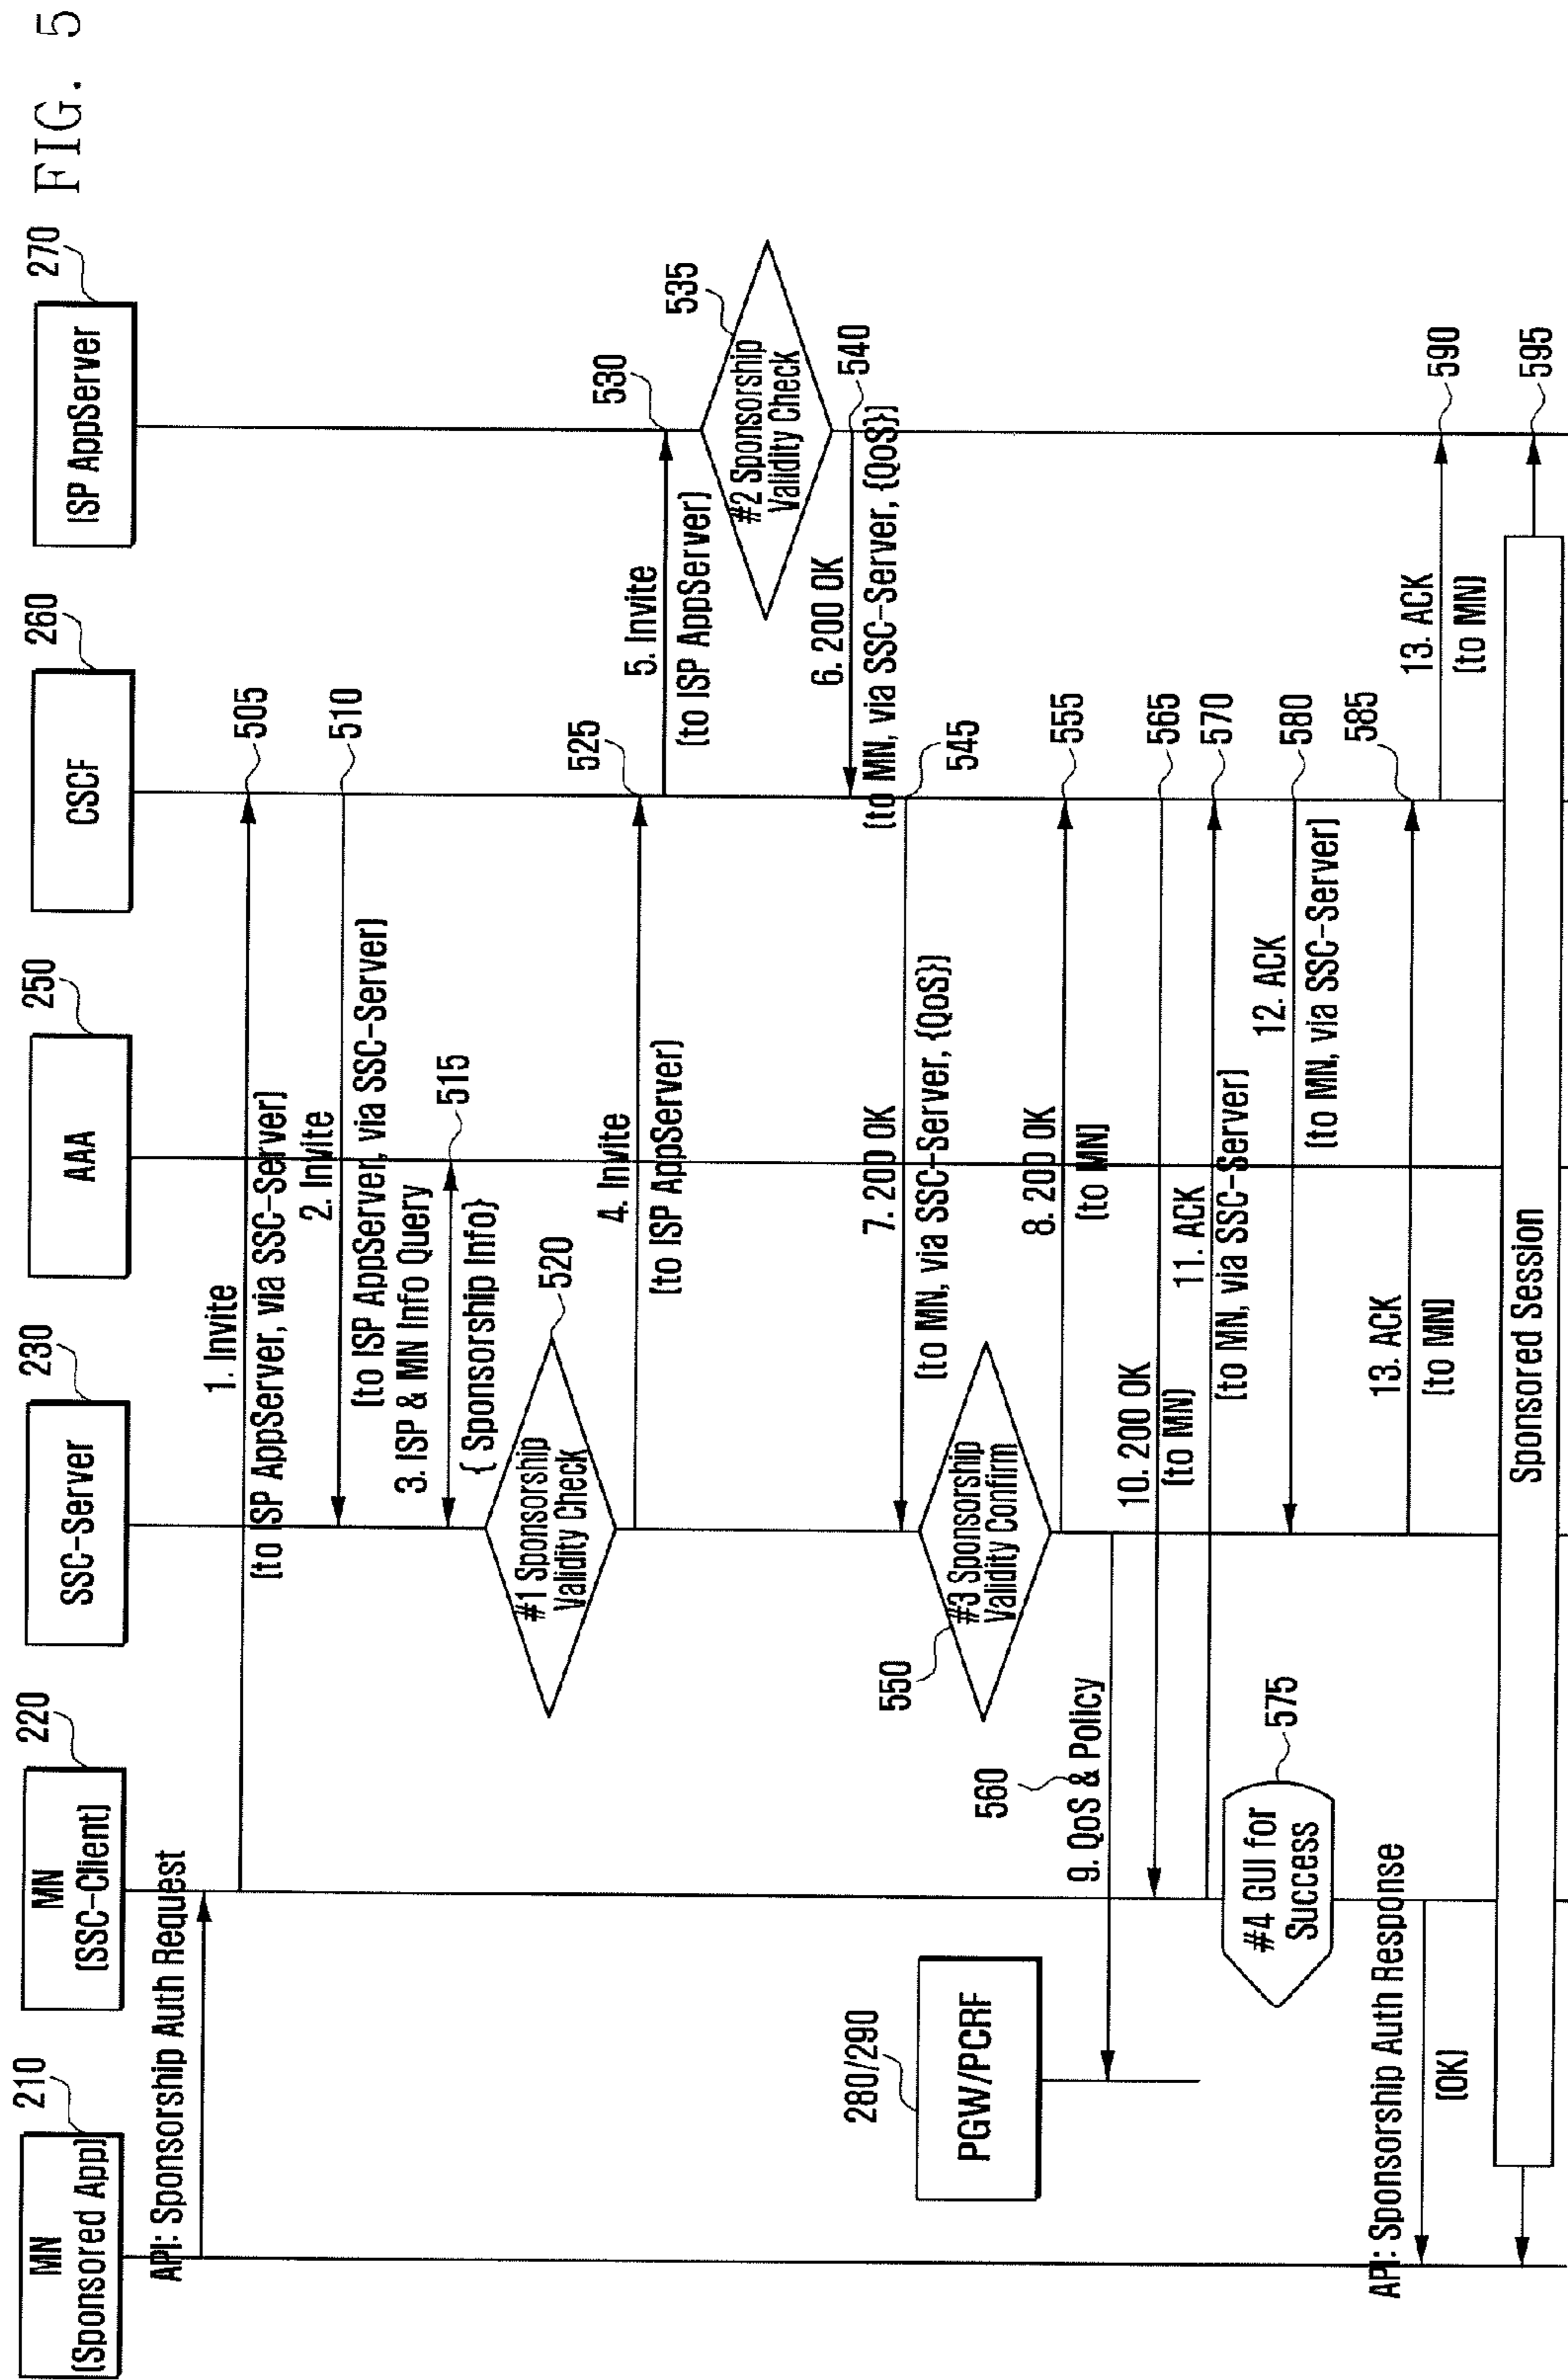 FIG. 5
210
MN
(Sponsored App)
220
MN
(SSC-Client)
230
SSC-Server
250
AAA
260
CSCF
270
ISP AppServer
API: Sponsorship Auth Request
1. Invite
(to ISP AppServer, via SSC-Server)
505
2. Invite
(to ISP AppServer, via SSC-Server)
510
3. ISP & MN Info Query
{ Sponsorship Info}
515
#1 Sponsorship
Validity Check
520
4. Invite
(to ISP AppServer)
525
5. Invite
(to ISP AppServer)
530
#2 Sponsorship
Validity Check
535
6. 200 OK
(to MN, via SSC-Server, {QoS})
540
7. 200 OK
(to MN, via SSC-Server, {QoS})
545
#3 Sponsorship
Validity Confirm
550
8. 200 OK
(to MN)
555
280/290
PGW/PCRF
9. QoS & Policy
560
10. 200 OK
(to MN)
565
11. ACK
(to MN, via SSC-Server)
570
#4 GUI for
Success
575
12. ACK
(to MN, via SSC-Server)
580
API: Sponsorship Auth Response
(OK)
13. ACK
(to MN)
585
13. ACK
(to MN)
590
Sponsored Session
595